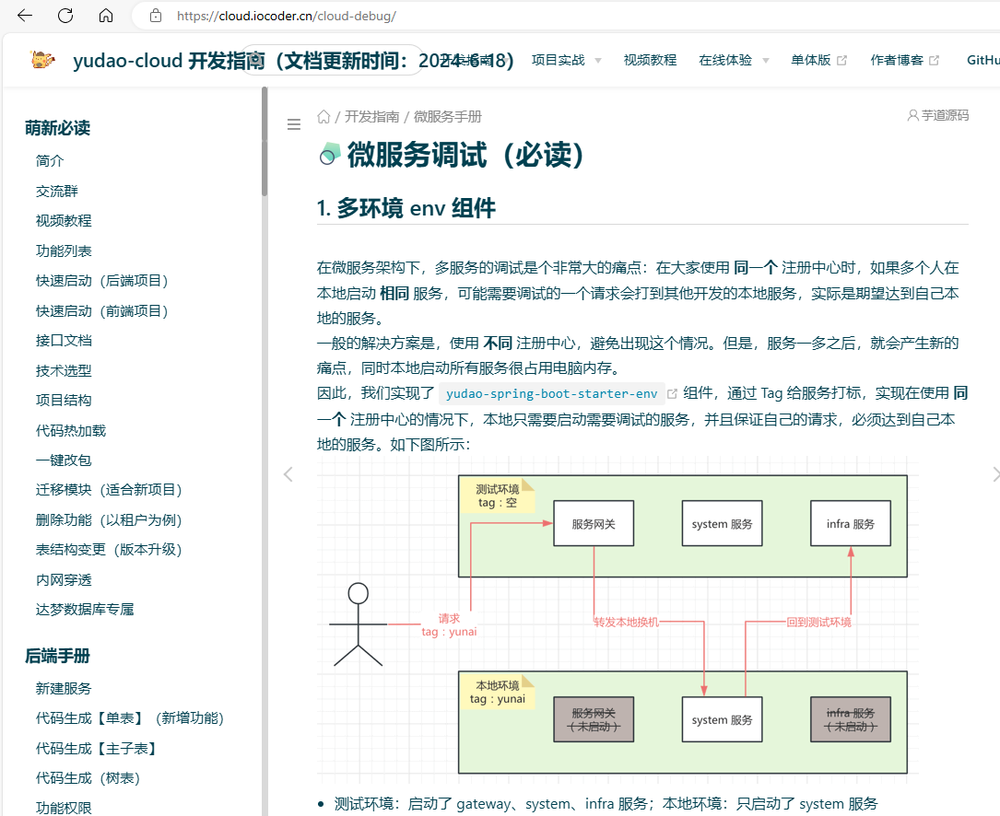 https://cloud.iocoder.cn/cloud-debug/
yudao-cloud 开发指南（文档更新时间：2024-6-18）
项目实战 视频教程 在线体验 单体版 作者博客 GitHu
萌新必读
简介
交流群
视频教程
功能列表
快速启动（后端项目）
快速启动（前端项目）
接口文档
技术选型
项目结构
代码热加载
一键改包
迁移模块（适合新项目）
删除功能（以租户为例）
表结构变更（版本升级）
内网穿透
达梦数据库专属
后端手册
新建服务
代码生成【单表】（新增功能）
代码生成【主子表】
代码生成（树表）
功能权限
/ 开发指南 / 微服务手册
芋道源码
微服务调试（必读）
1. 多环境 env 组件
在微服务架构下，多服务的调试是个非常大的痛点：在大家使用 同一个 注册中心时，如果多个人在
本地启动 相同 服务，可能需要调试的一个请求会打到其他开发的本地服务，实际是期望达到自己本
地的服务。
一般的解决方案是，使用 不同 注册中心，避免出现这个情况。但是，服务一多之后，就会产生新的
痛点，同时本地启动所有服务很占用电脑内存。
因此，我们实现了 yudao-spring-boot-starter-env 组件，通过 Tag 给服务打标，实现在使用 同
一个 注册中心的情况下，本地只需要启动需要调试的服务，并且保证自己的请求，必须达到自己本
地的服务。如下图所示：
测试环境
tag：空
服务网关
system 服务
infra 服务
请求
tag：yunai
转发本地换机
回到测试环境
本地环境
tag：yunai
服务网关
（未启动）
system 服务
infra 服务
（未启动）
• 测试环境：启动了 gateway、system、infra 服务；本地环境：只启动了 system 服务